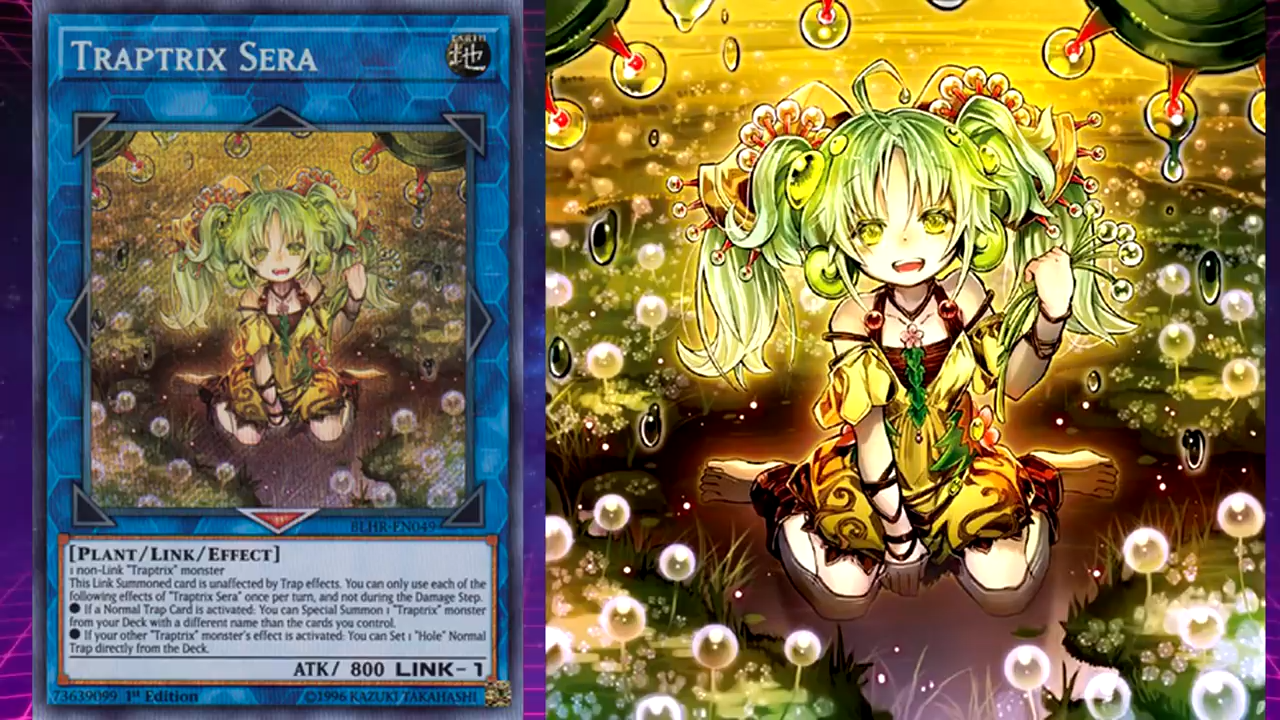 TRAPTRIX SERA
EARTH
地
BLHR-EN049
[PLANT/LINK/EFFECT]
1 non-Link "Traptrix" monster
This Link Summoned card is unaffected by Trap effects. You can only use each of the
following effects of "Traptrix Sera" once per turn, and not during the Damage Step.
● If a Normal Trap Card is activated: You can Special Summon 1 "Traptrix" monster
from your Deck with a different name than the cards you control.
● If your other "Traptrix" monster's effect is activated: You can Set 1 "Hole" Normal
Trap directly from the Deck.
ATK/ 800 LINK-1
73639099 1st Edition ©1996 KAZUKI TAKAHASHI